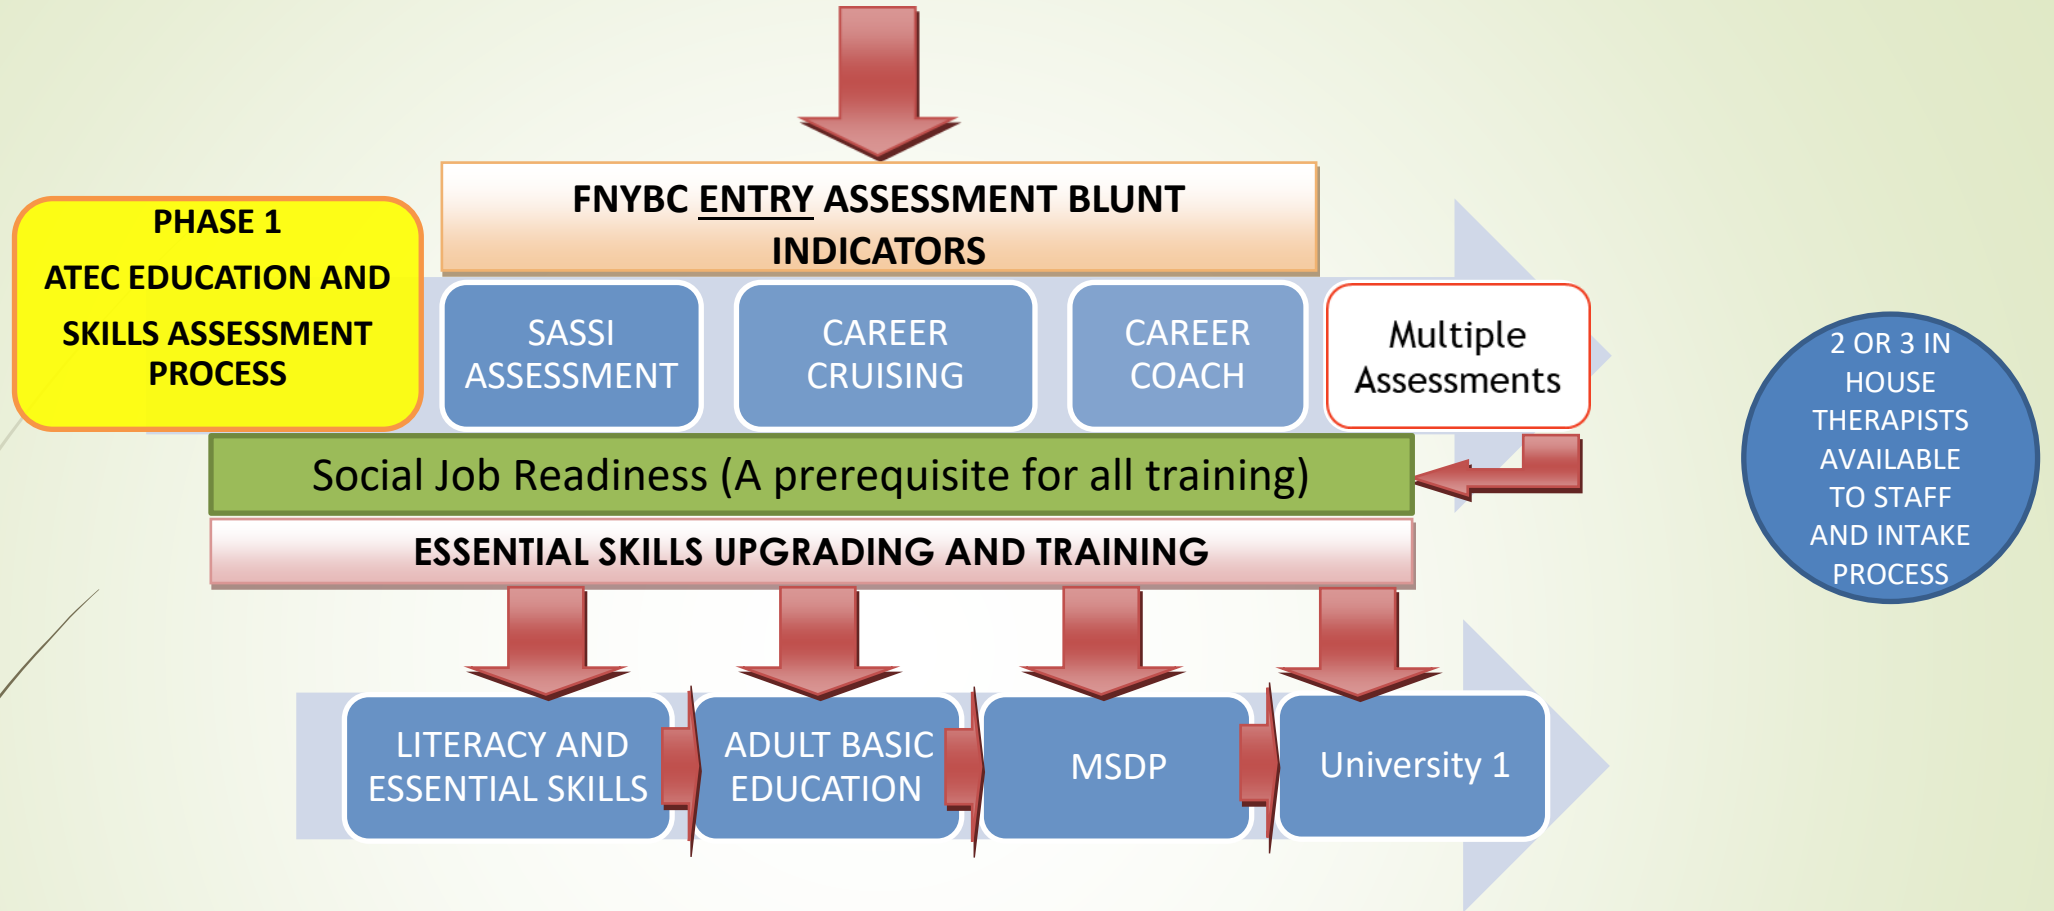 FNYBC ENTRY ASSESSMENT BLUNT
INDICATORS
PHASE 1
ATEC EDUCATION AND
SKILLS ASSESSMENT
PROCESS
SASSI
ASSESSMENT
CAREER
CRUISING
CAREER
COACH
Multiple
Assessments
2 OR 3 IN
HOUSE
THERAPISTS
AVAILABLE
TO STAFF
AND INTAKE
PROCESS
Social Job Readiness (A prerequisite for all training)
ESSENTIAL SKILLS UPGRADING AND TRAINING
LITERACY AND
ESSENTIAL SKILLS
ADULT BASIC
EDUCATION
MSDP
University 1